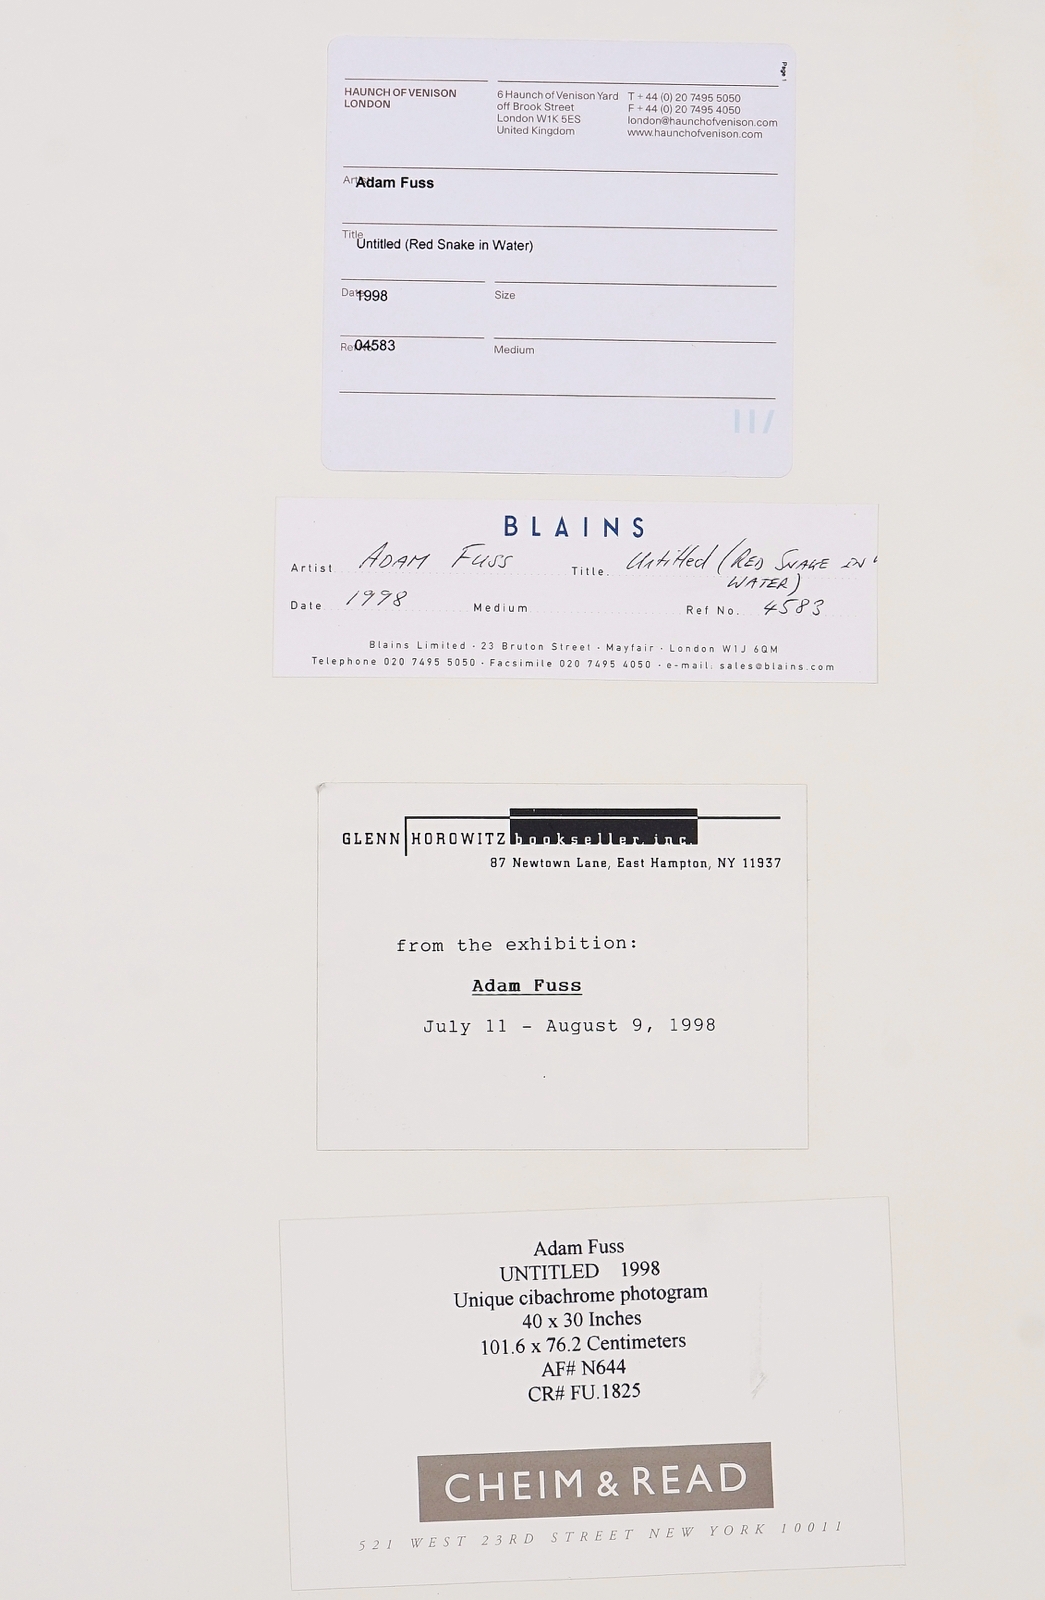 Page 1
HAUNCH OF VENISON
LONDON
6 Haunch of Venison Yard
off Brook Street
London W1K 5ES
United Kingdom
T + 44 (0) 20 7495 5050
F + 44 (0) 20 7495 4050
london@haunchofvenison.com
www.haunchofvenison.com
Artist Adam Fuss
Title
Untitled (Red Snake in Water)
Date 1998
Size
04583
Medium
BLAINS
Artist ADAM FUSS Title. Untitled (RED SNAKE IN
WATER)
Date 1998 Medium Ref No. 4583
Blains Limited · 23 Bruton Street · Mayfair · London W1J 6QM
Telephone 020 7495 5050 · Facsimile 020 7495 4050 · e-mail: sales@blains.com
GLENN HOROWITZ bookseller, inc.
87 Newtown Lane, East Hampton, NY 11937
from the exhibition:
Adam Fuss
July 11 - August 9, 1998
Adam Fuss
UNTITLED 1998
Unique cibachrome photogram
40 x 30 Inches
101.6 x 76.2 Centimeters
AF# N644
CR# FU.1825
CHEIM & READ
521 WEST 23RD STREET NEW YORK 10011